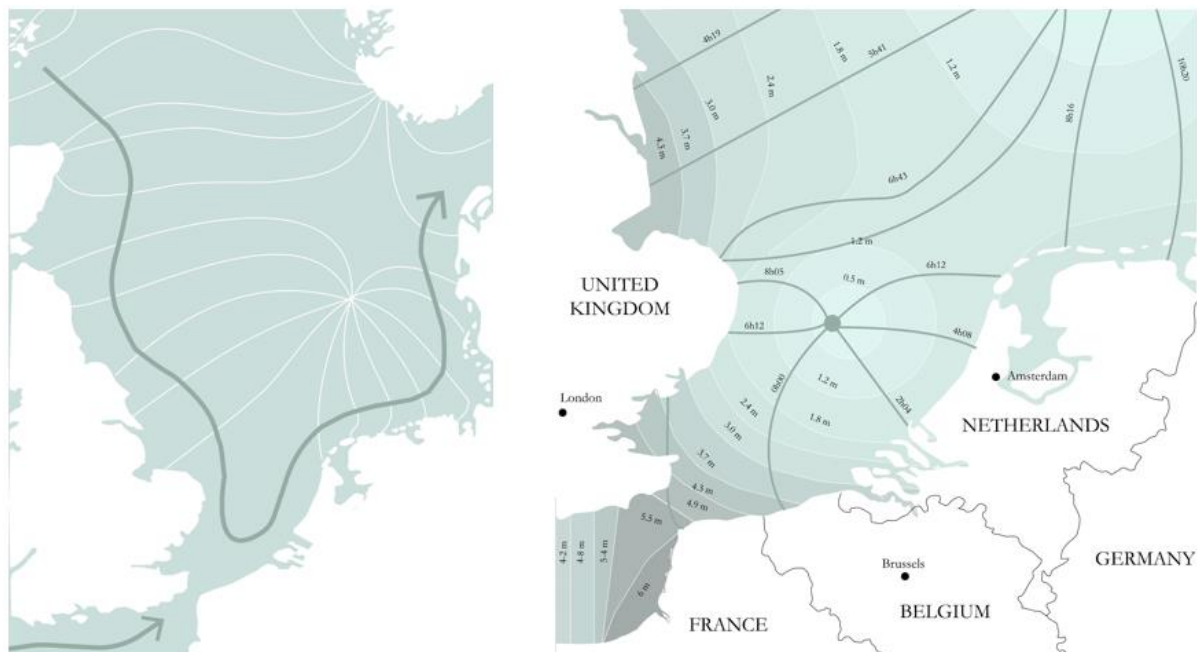 4h19
5h41
10h20
1.8 m
1.2 m
2.4 m
8h16
3.0 m
3.7 m
4.3 m
6h43
1.2 m
UNITED
KINGDOM
8h05
0.5 m
6h12
6h12
4h08
0h00
1.2 m
Amsterdam
London
2.4 m
2h04
1.8 m
NETHERLANDS
3.0 m
3.7 m
4.3 m
4.9 m
5.5 m
4-2 m
4-8 m
5-4 m
6 m
Brussels
GERMANY
BELGIUM
FRANCE